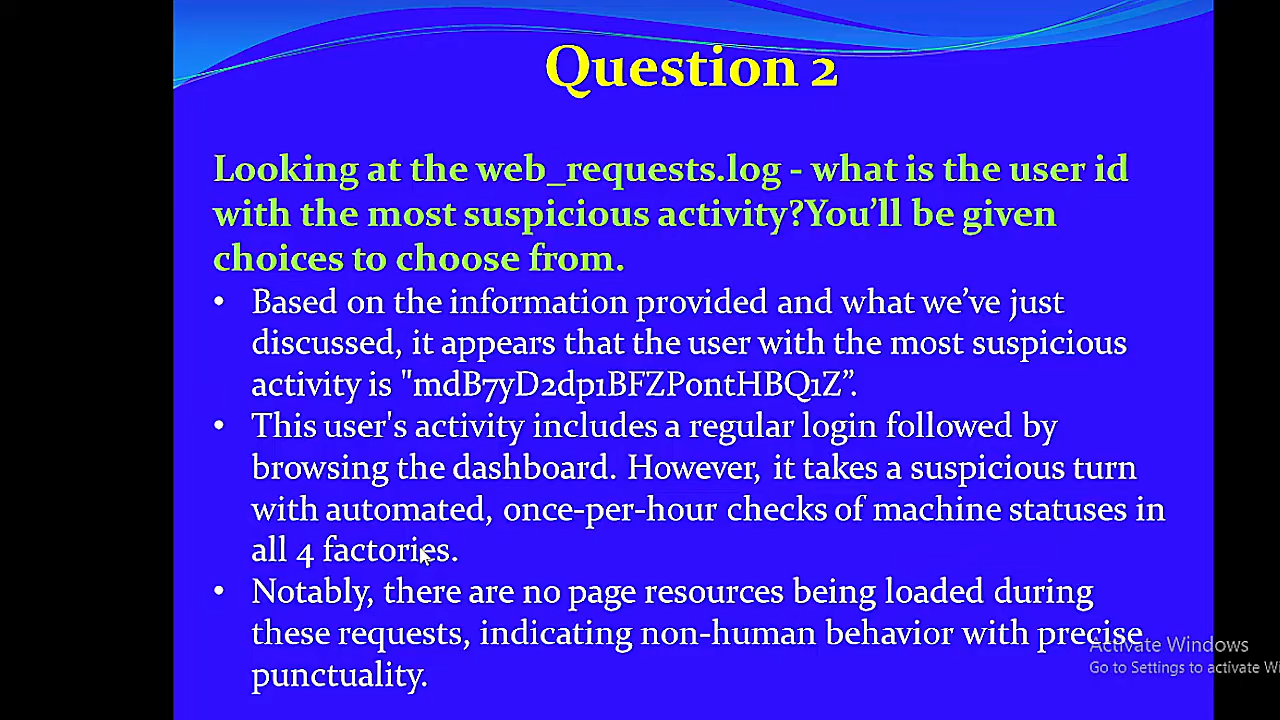 Question 2
Looking at the web_requests.log - what is the user id
with the most suspicious activity?You’ll be given
choices to choose from.
• Based on the information provided and what we’ve just
discussed, it appears that the user with the most suspicious
activity is "mdB7yD2dp1BFZPontHBQ1Z”.
• This user's activity includes a regular login followed by
browsing the dashboard. However, it takes a suspicious turn
with automated, once-per-hour checks of machine statuses in
all 4 factories.
• Notably, there are no page resources being loaded during
these requests, indicating non-human behavior with precise
punctuality.
Activate Windows
Go to Settings to activate Wi